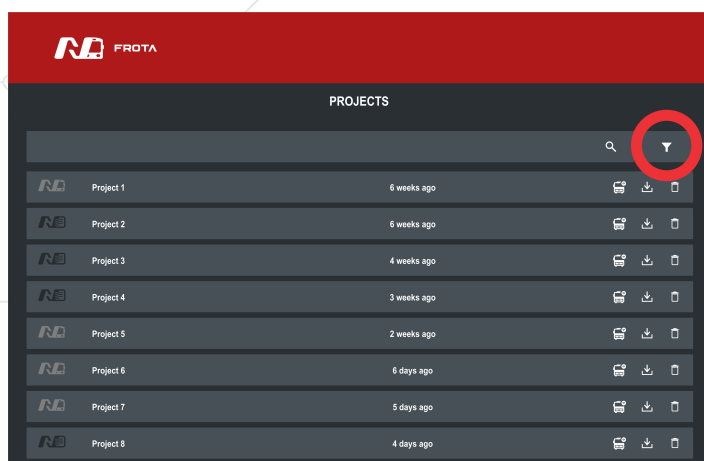 FROTA
PROJECTS
Project 1 6 weeks ago
Project 2 6 weeks ago
Project 3 4 weeks ago
Project 4 3 weeks ago
Project 5 2 weeks ago
Project 6 6 days ago
Project 7 5 days ago
Project 8 4 days ago